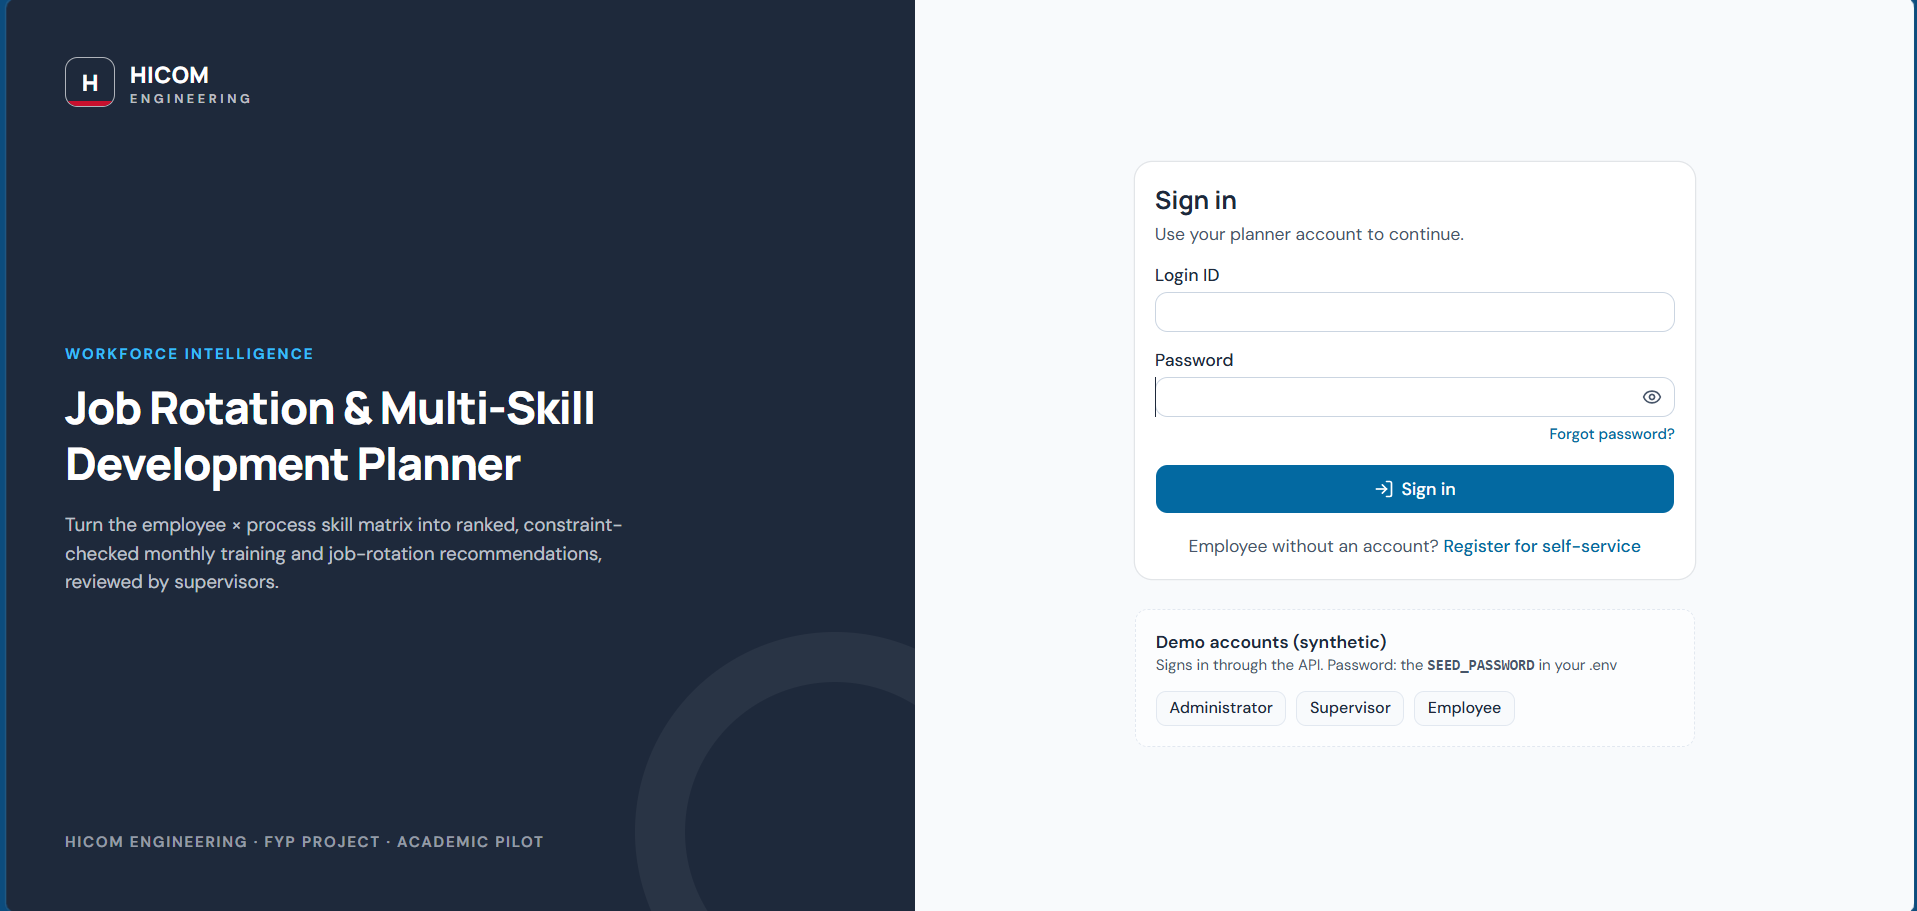 H
HICOM
ENGINEERING
WORKFORCE INTELLIGENCE
Job Rotation & Multi-Skill
Development Planner
Turn the employee × process skill matrix into ranked, constraint-
checked monthly training and job-rotation recommendations,
reviewed by supervisors.
HICOM ENGINEERING · FYP PROJECT · ACADEMIC PILOT
Sign in
Use your planner account to continue.
Login ID
Password
Forgot password?
Sign in
Employee without an account? Register for self-service
Demo accounts (synthetic)
Signs in through the API. Password: the SEED_PASSWORD in your .env
Administrator Supervisor Employee